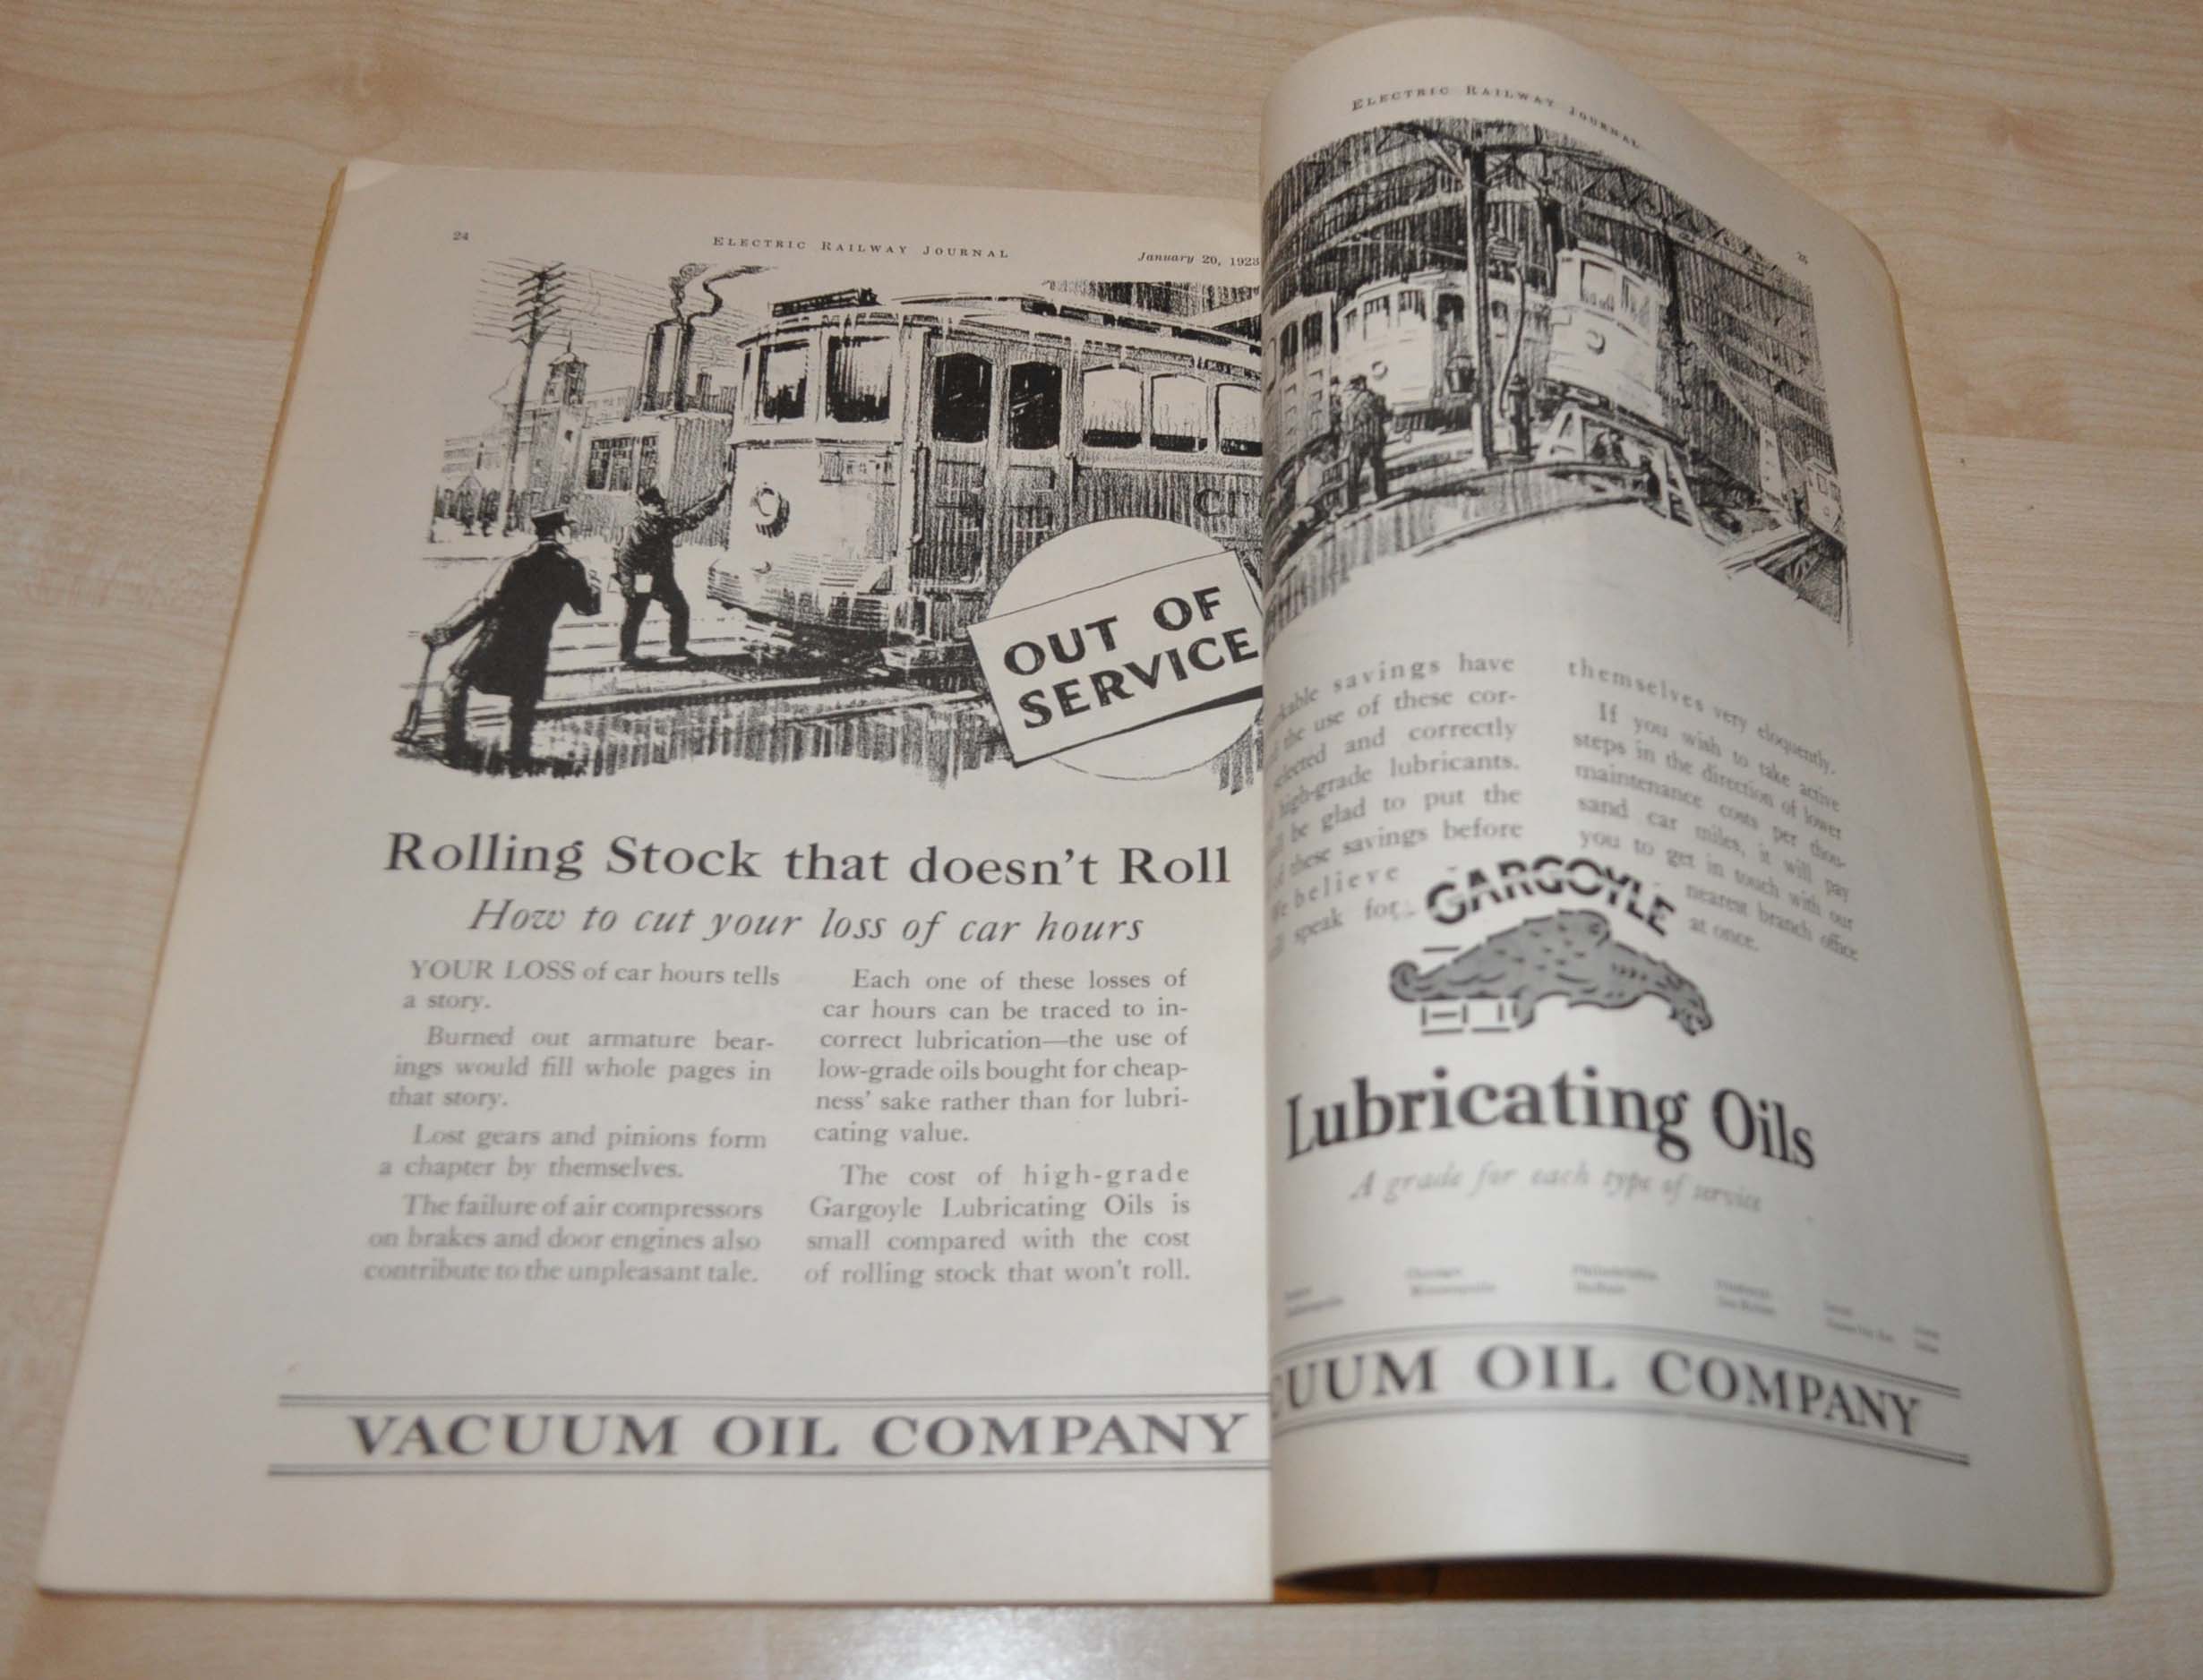 24
ELECTRIC RAILWAY JOURNAL
January 20, 1923
CI
OUT OF
SERVICE
Rolling Stock that doesn't Roll
How to cut your loss of car hours
YOUR LOSS of car hours tells
a story.
Burned out armature bear-
ings would fill whole pages in
that story.
Lost gears and pinions form
a chapter by themselves.
The failure of air compressors
on brakes and door engines also
contribute to the unpleasant tale.
Each one of these losses of
car hours can be traced to in-
correct lubrication—the use of
low-grade oils bought for cheap-
ness' sake rather than for lubri-
cating value.
The cost of high-grade
Gargoyle Lubricating Oils is
small compared with the cost
of rolling stock that won't roll.
VACUUM OIL COMPANY
ELECTRIC RAILWAY JOURNAL
savings have
the use of these cor-
and correctly
high-grade lubricants.
be glad to put the
these savings before
believe
speak for
themselves very eloquently.
If you wish to take active
steps in the direction of lower
maintenance costs per thou-
sand car miles, it will pay
you to get in touch with our
nearest branch office
at once.
GARGOYLE
Lubricating Oils
A grade for each type of service
Philadelphia
Minneapolis
UUM OIL COMPANY